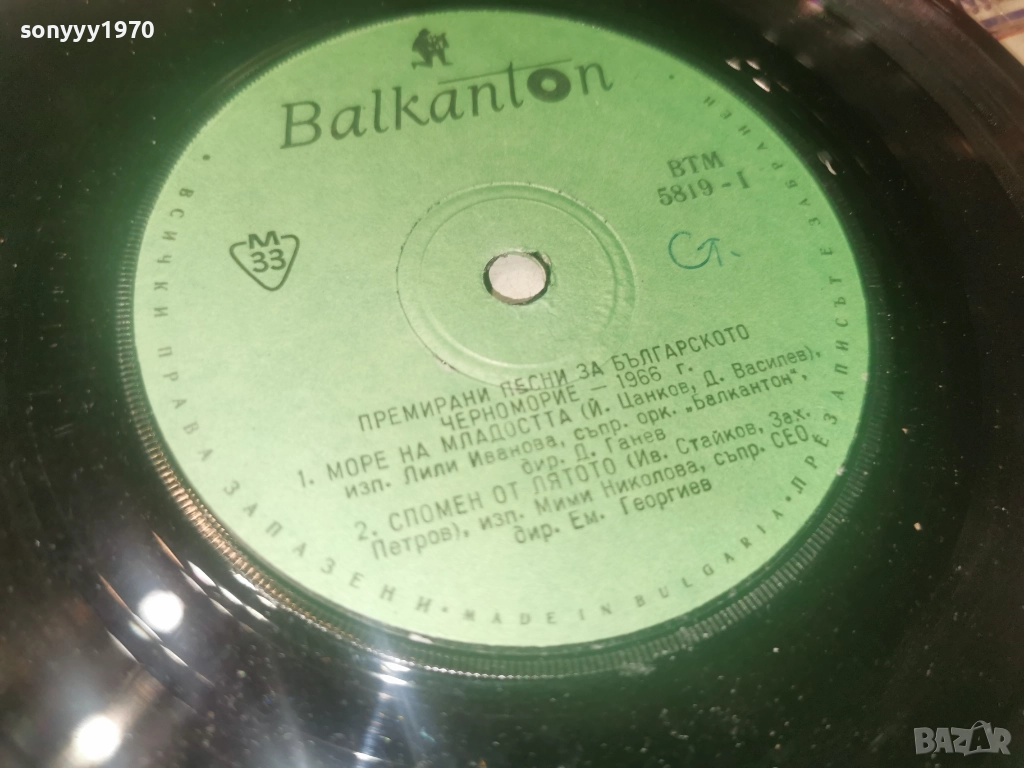 sonyyy1970
Balkanton
ВТМ
5819 - I
М
33
ПРЕМИРАНИ ПЕСНИ ЗА БЪЛГАРСКОТО
ЧЕРНОМОРИЕ — 1966 г.
1. МОРЕ НА МЛАДОСТТА (Й. Цанков, Д. Василев),
изп. Лили Иванова, съпр. орк. „Балкантон",
дир. Д. Ганев
2. СПОМЕН ОТ ЛЯТОТО (Ив. Стайков, Зах.
Петров), изп. Мими Николова, съпр. СЕО,
дир. Ем. Георгиев
• ВСИЧКИ ПРАВА ЗАПАЗЕНИ • MADE IN BULGARIA • ПРЕЗАПИСЪТ Е ЗАБРАНЕН •
BAZAR